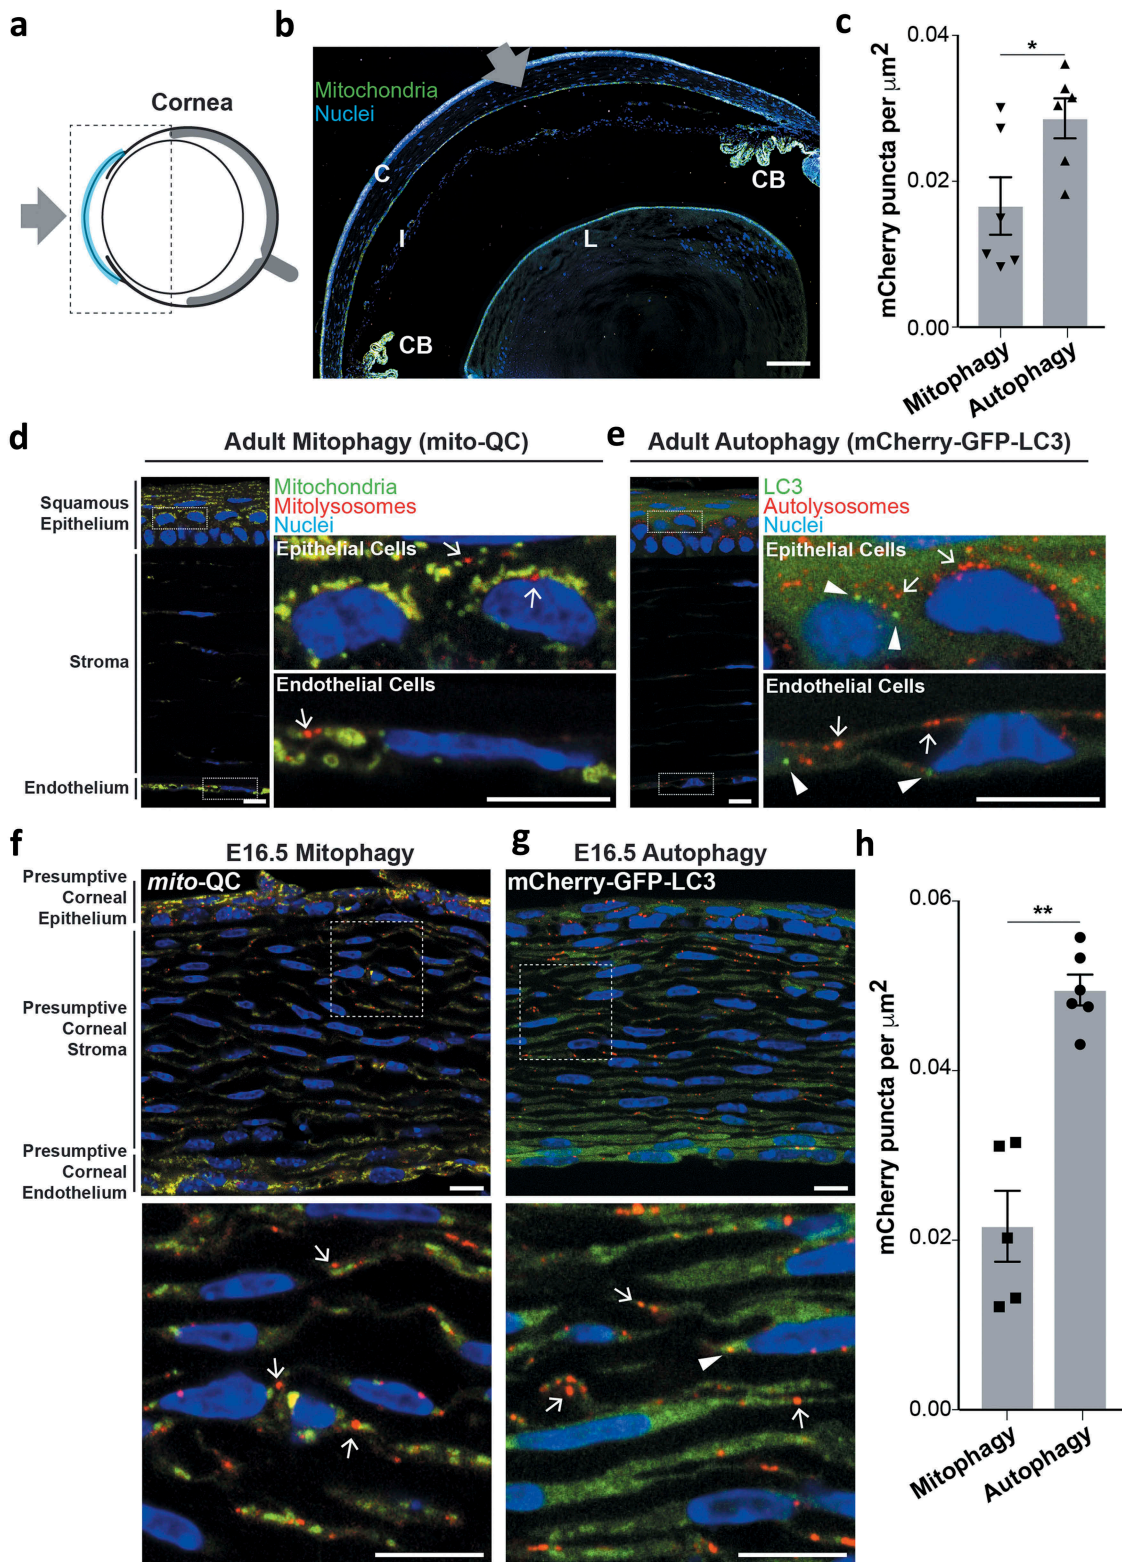 a
Cornea
b
Mitochondria
Nuclei
C
I
L
CB
CB
c
mCherry puncta per μm²
0.04
0.02
0.00
*
Mitophagy
Autophagy
d
Adult Mitophagy (mito-QC)
Squamous
Epithelium
Stroma
Endothelium
Mitochondria
Mitolysosomes
Nuclei
Epithelial Cells
Endothelial Cells
e
Adult Autophagy (mCherry-GFP-LC3)
LC3
Autolysosomes
Nuclei
Epithelial Cells
Endothelial Cells
f
E16.5 Mitophagy
mito-QC
Presumptive
Corneal
Epithelium
Presumptive
Corneal
Stroma
Presumptive
Corneal
Endothelium
g
E16.5 Autophagy
mCherry-GFP-LC3
h
mCherry puncta per μm²
0.06
0.04
0.02
0.00
**
Mitophagy
Autophagy